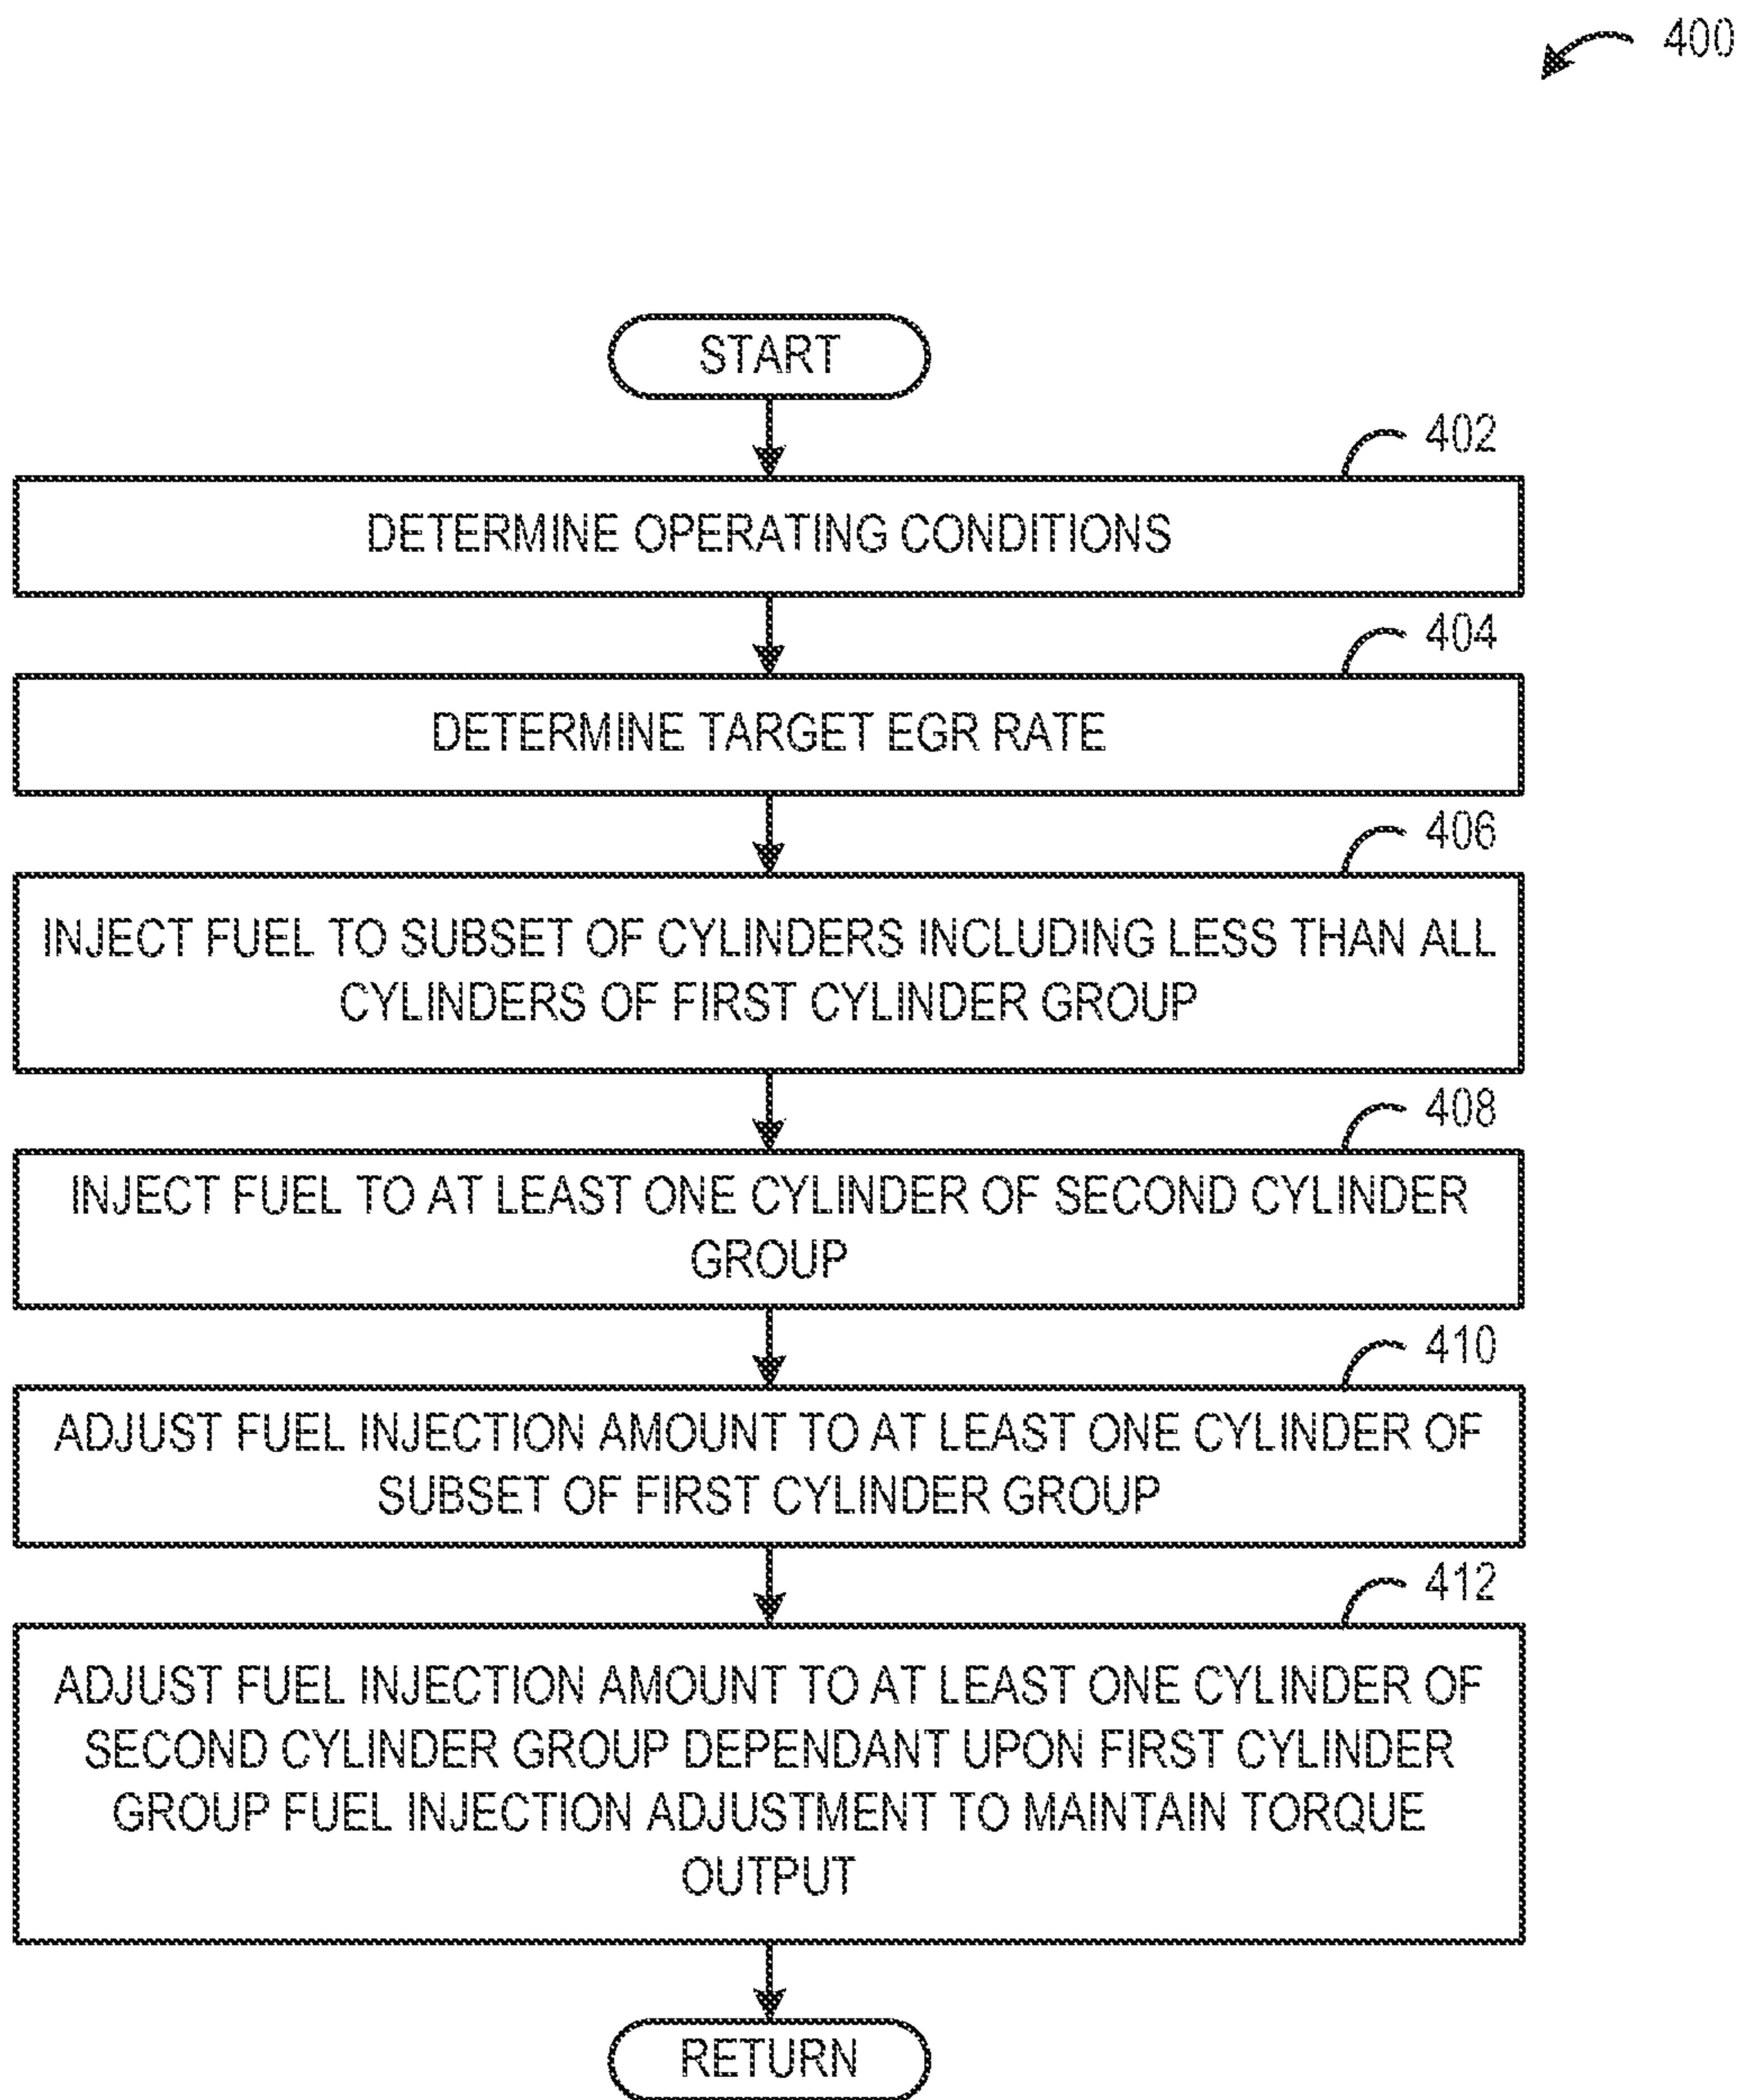 400
START
402
DETERMINE OPERATING CONDITIONS
404
DETERMINE TARGET EGR RATE
406
INJECT FUEL TO SUBSET OF CYLINDERS INCLUDING LESS THAN ALL
CYLINDERS OF FIRST CYLINDER GROUP
408
INJECT FUEL TO AT LEAST ONE CYLINDER OF SECOND CYLINDER
GROUP
410
ADJUST FUEL INJECTION AMOUNT TO AT LEAST ONE CYLINDER OF
SUBSET OF FIRST CYLINDER GROUP
412
ADJUST FUEL INJECTION AMOUNT TO AT LEAST ONE CYLINDER OF
SECOND CYLINDER GROUP DEPENDANT UPON FIRST CYLINDER
GROUP FUEL INJECTION ADJUSTMENT TO MAINTAIN TORQUE
OUTPUT
RETURN